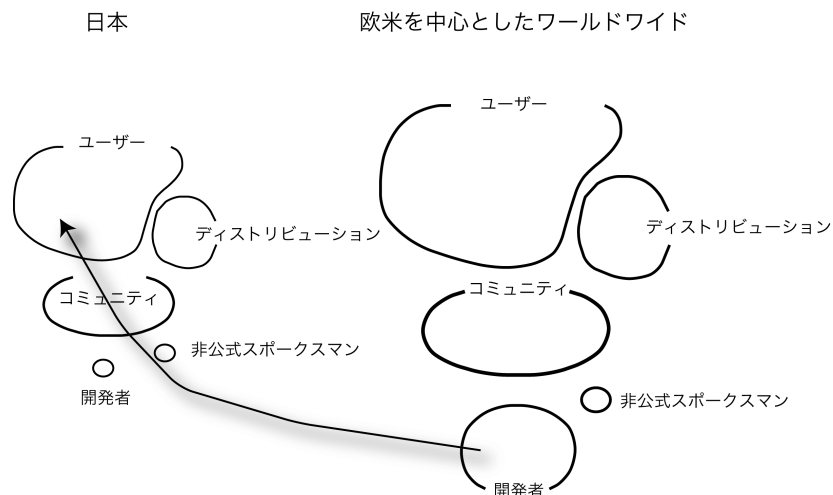 日本
欧米を中心としたワールドワイド
ユーザー
ユーザー
ディストリビューション
ディストリビューション
コミュニティ
コミュニティ
非公式スポークスマン
開発者
非公式スポークスマン
開発者